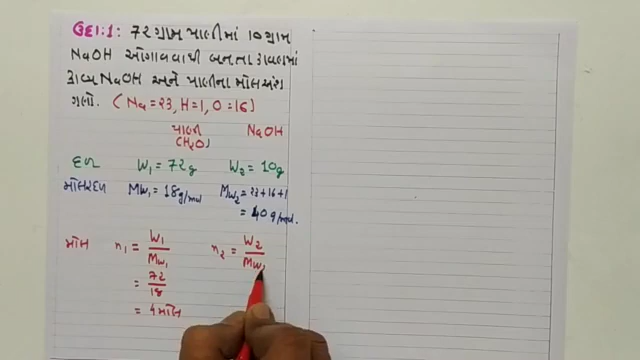 ઉદા.1: 72 ગ્રામ પાણીમાં 10 ગ્રામ
NaOH ઓગાળવાથી બનતા દ્રાવણમાં
દ્રાવ્ય NaOH અને પાણીના મોલઅંશ
ગણો. (Na=23, H=1, O=16)
પાણી NaOH
(H₂O)
દળ W₁ = 72g W₂ = 10g
મોલરદળ MW₁ = 18g/mol MW₂ = 23+16+1
= 40g/mol.
મોલ n₁ = W₁/MW₁ n₂ = W₂/MW₂
= 72/18
= 4 મોલ